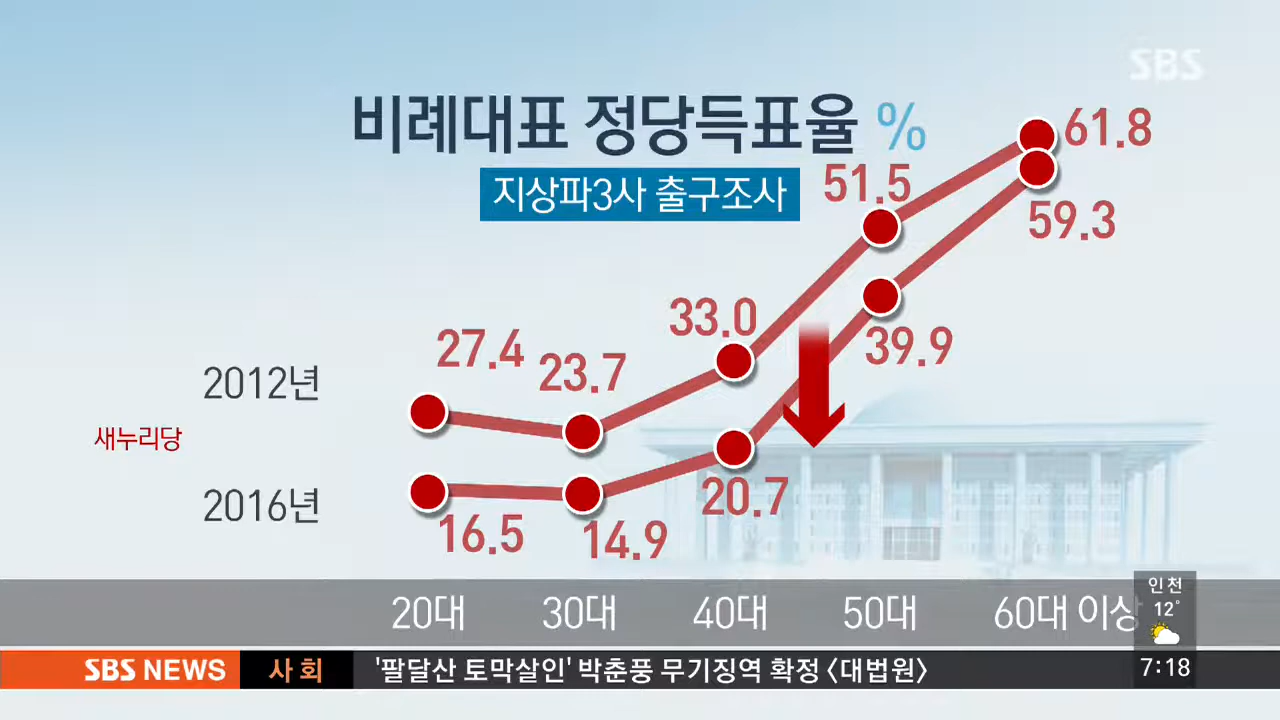 SBS
비례대표 정당득표율 %
지상파3사 출구조사
61.8
51.5
59.3
33.0
39.9
27.4
23.7
2012년
새누리당
2016년
20.7
16.5
14.9
20대 30대 40대 50대 60대 이상
인천
12°
SBS NEWS 사회 '팔달산 토막살인' 박춘풍 무기징역 확정 〈대법원〉 7:18